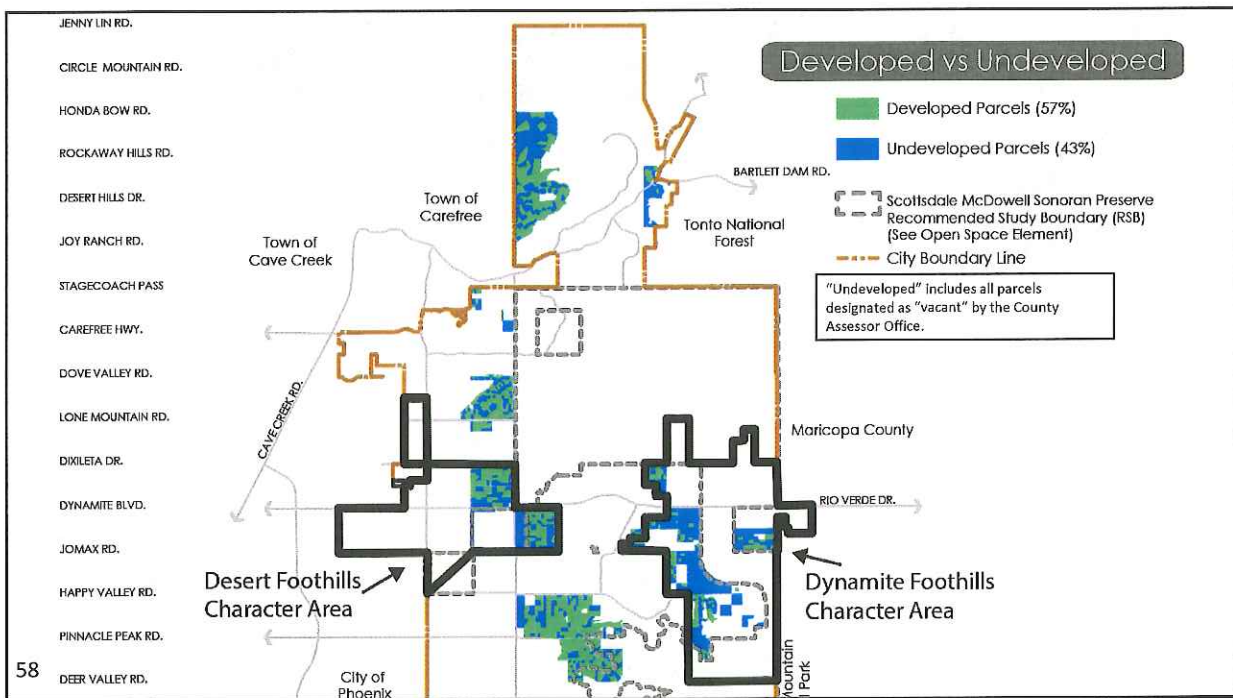 JENNY LIN RD.
CIRCLE MOUNTAIN RD.
HONDA BOW RD.
ROCKAWAY HILLS RD.
DESERT HILLS DR.
JOY RANCH RD.
STAGECOACH PASS
CAREFREE HWY.
DOVE VALLEY RD.
LONE MOUNTAIN RD.
DIXILETA DR.
DYNAMITE BLVD.
JOMAX RD.
HAPPY VALLEY RD.
PINNACLE PEAK RD.
DEER VALLEY RD.
58
Developed vs Undeveloped
Developed Parcels (57%)
Undeveloped Parcels (43%)
Scottsdale McDowell Sonoran Preserve
Recommended Study Boundary (RSB)
(See Open Space Element)
City Boundary Line
"Undeveloped" includes all parcels
designated as "vacant" by the County
Assessor Office.
BARTLETT DAM RD.
Town of
Carefree
Tonto National
Forest
Town of
Cave Creek
CAVE CREEK RD.
Maricopa County
RIO VERDE DR.
Desert Foothills
Character Area
Dynamite Foothills
Character Area
City of
Phoenix
Mountain
Park